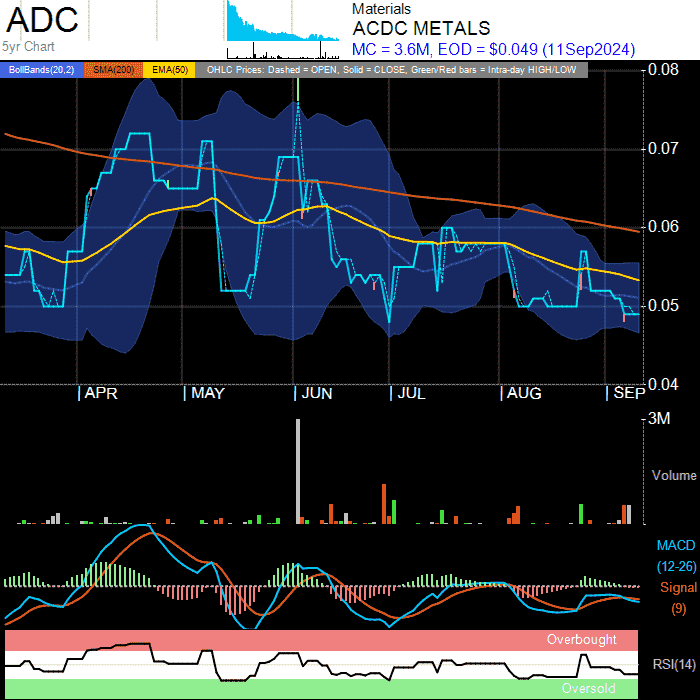 ADC
5yr Chart
Materials
ACDC METALS
MC = 3.6M, EOD = $0.049 (11Sep2024)
BollBands(20,2) SMA(200) EMA(50) OHLC Prices: Dashed = OPEN, Solid = CLOSE, Green/Red bars = Intra-day HIGH/LOW
0.08
0.07
0.06
0.05
0.04
APR MAY JUN JUL AUG SEP
3M
Volume
MACD
(12-26)
Signal
(9)
Overbought
RSI(14)
Oversold